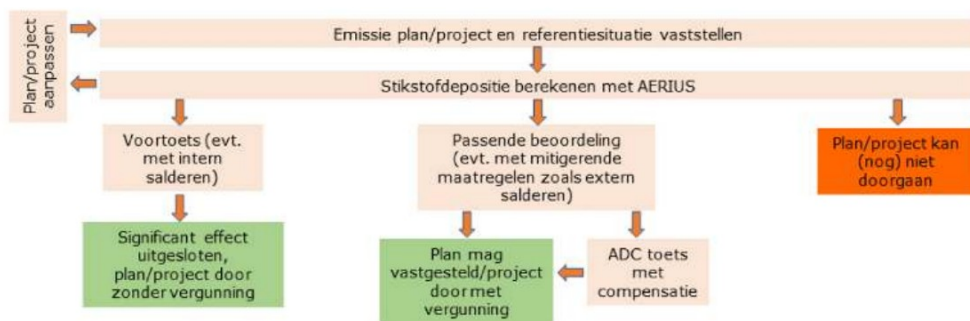 Plan/project
aanpassen
Emissie plan/project en referentiesituatie vaststellen
Stikstofdepositie berekenen met AERIUS
Voortoets (evt.
met intern
salderen)
Passende beoordeling
(evt. met mitigerende
maatregelen zoals extern
salderen)
Plan/project kan
(nog) niet
doorgaan
Significant effect
uitgesloten,
plan/project door
zonder vergunning
Plan mag
vastgesteld/project
door met
vergunning
ADC toets
met
compensatie